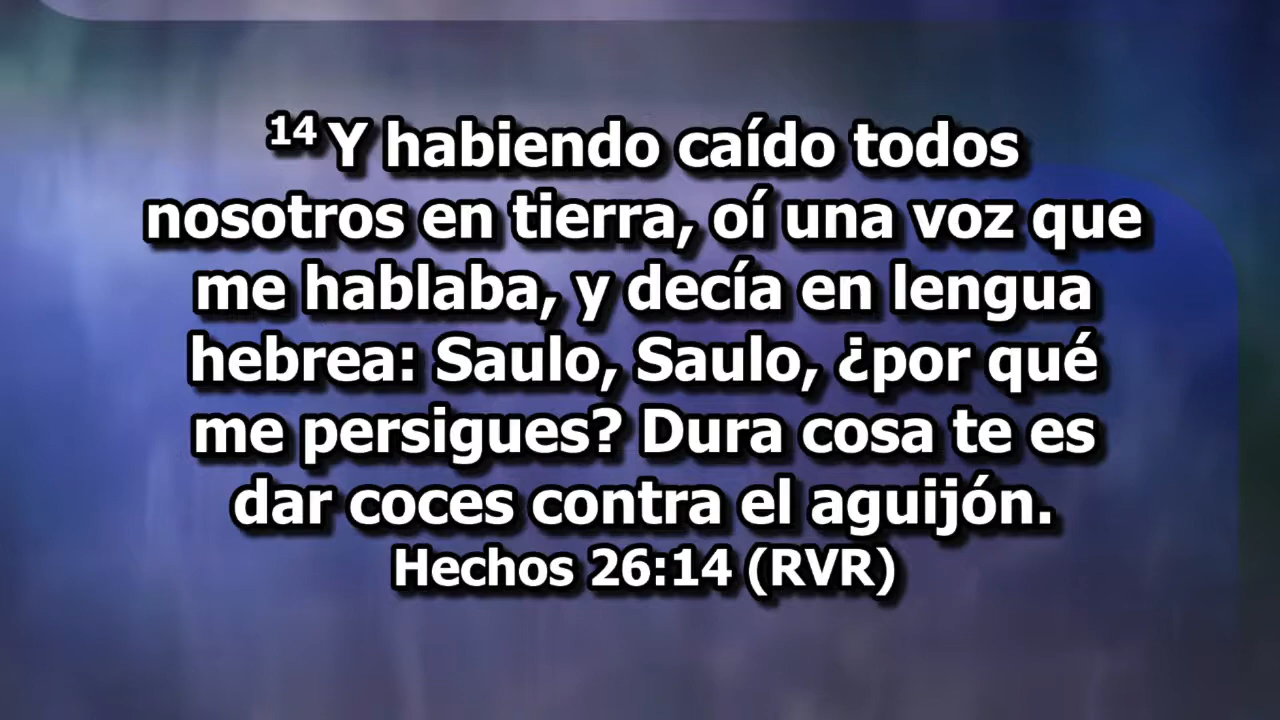 14 Y habiendo caído todos
nosotros en tierra, oí una voz que
me hablaba, y decía en lengua
hebrea: Saulo, Saulo, ¿por qué
me persigues? Dura cosa te es
dar coces contra el aguijón.
Hechos 26:14 (RVR)